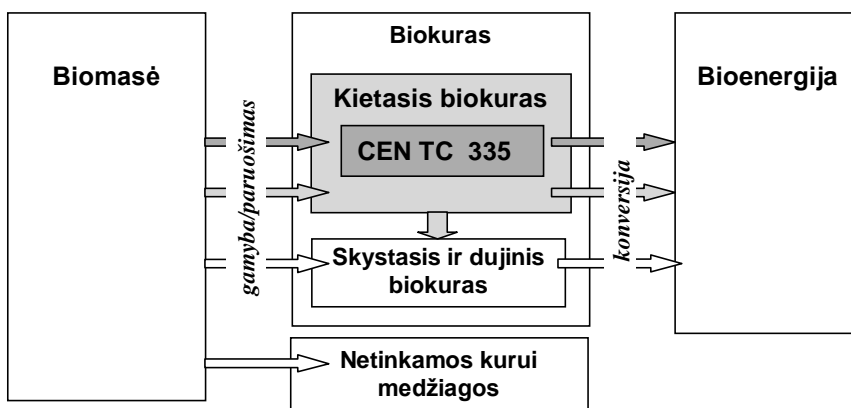 Biomasė
gamyba/paruošimas
Biokuras
Kietasis biokuras
CEN TC 335
Skystasis ir dujinis
biokuras
Netinkamos kurui
medžiagos
konversija
Bioenergija